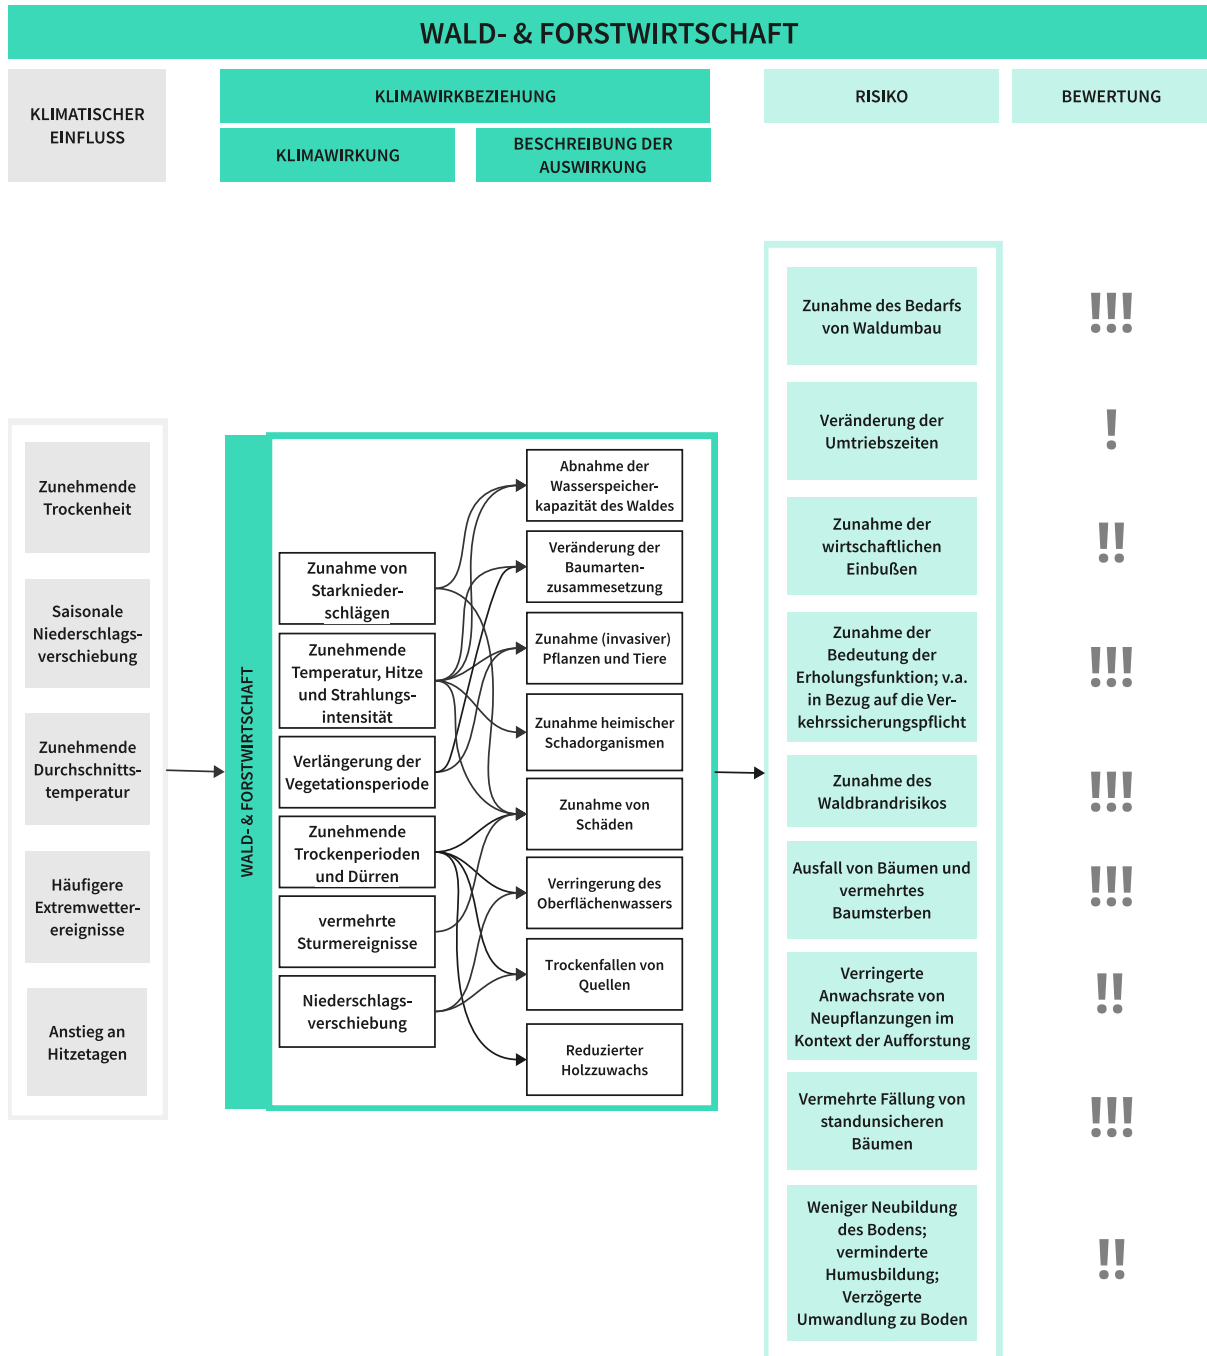 WALD- & FORSTWIRTSCHAFT
KLIMATISCHER
EINFLUSS
KLIMAWIRKBEZIEHUNG
KLIMAWIRKUNG
BESCHREIBUNG DER
AUSWIRKUNG
RISIKO
BEWERTUNG
Zunehmende
Trockenheit
Saisonale
Niederschlags-
verschiebung
Zunehmende
Durchschnitts-
temperatur
Häufigere
Extremwetter-
ereignisse
Anstieg an
Hitzetagen
WALD- & FORSTWIRTSCHAFT
Zunahme von
Starknieder-
schlägen
Zunehmende
Temperatur, Hitze
und Strahlungs-
intensität
Verlängerung der
Vegetationsperiode
Zunehmende
Trockenperioden
und Dürren
vermehrte
Sturmereignisse
Niederschlags-
verschiebung
Abnahme der
Wasserspeicher-
kapazität des Waldes
Veränderung der
Baumarten-
zusammesetzung
Zunahme (invasiver)
Pflanzen und Tiere
Zunahme heimischer
Schadorganismen
Zunahme von
Schäden
Verringerung des
Oberflächenwassers
Trockenfallen von
Quellen
Reduzierter
Holzzuwachs
Zunahme des Bedarfs
von Waldumbau
!!!
Veränderung der
Umtriebszeiten
!
Zunahme der
wirtschaftlichen
Einbußen
!!
Zunahme der
Bedeutung der
Erholungsfunktion; v.a.
in Bezug auf die Ver-
kehrssicherungspflicht
!!!
Zunahme des
Waldbrandrisikos
!!!
Ausfall von Bäumen und
vermehrtes
Baumsterben
!!!
Verringerte
Anwachsrate von
Neupflanzungen im
Kontext der Aufforstung
!!
Vermehrte Fällung von
standunsicheren
Bäumen
!!!
Weniger Neubildung
des Bodens;
verminderte
Humusbildung;
Verzögerte
Umwandlung zu Boden
!!